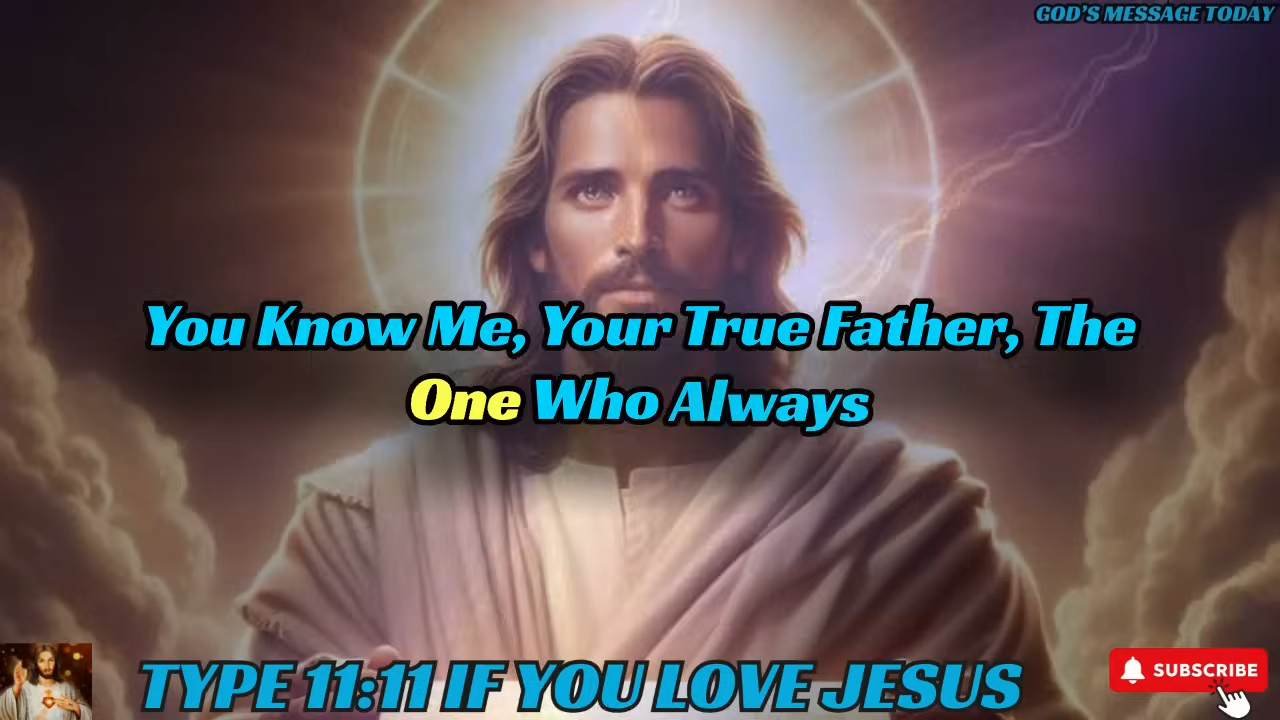 GOD'S MESSAGE TODAY
You Know Me, Your True Father, The
One Who Always
TYPE 11:11 IF YOU LOVE JESUS
SUBSCRIBE